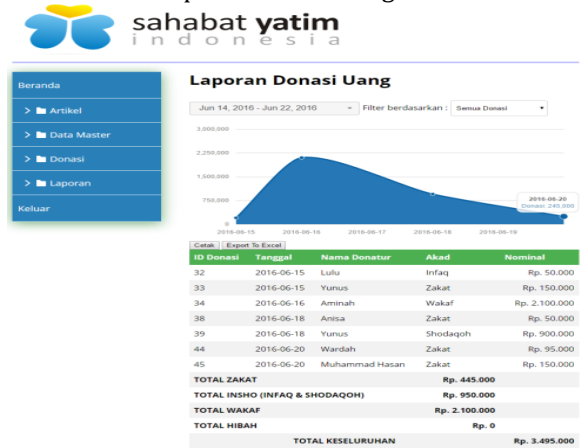 sahabat yatim
indonesia
Beranda
> Artikel
> Data Master
> Donasi
> Laporan
Keluar
Laporan Donasi Uang
Jun 14, 2016 - Jun 22, 2016 Filter berdasarkan : Semua Donasi
3,000,000
2,250,000
1,500,000
750,000
0
2016-06-20
Donasi: 245,000
2016-06-15 2016-06-16 2016-06-17 2016-06-18 2016-06-19
Cetak Export To Excel
ID Donasi Tanggal Nama Donatur Akad Nominal
32 2016-06-15 Lulu Infaq Rp. 50.000
33 2016-06-15 Yunus Zakat Rp. 150.000
34 2016-06-16 Aminah Wakaf Rp. 2.100.000
38 2016-06-18 Anisa Zakat Rp. 50.000
39 2016-06-18 Yunus Shodaqoh Rp. 900.000
44 2016-06-20 Wardah Zakat Rp. 95.000
45 2016-06-20 Muhammad Hasan Zakat Rp. 150.000
TOTAL ZAKAT Rp. 445.000
TOTAL INSHO (INFAQ & SHODAQOH) Rp. 950.000
TOTAL WAKAF Rp. 2.100.000
TOTAL HIBAH Rp. 0
TOTAL KESELURUHAN Rp. 3.495.000